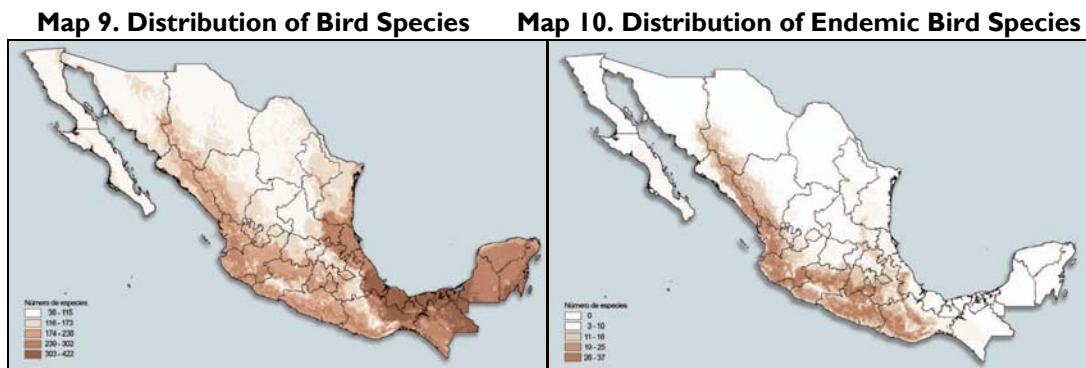 Map 9. Distribution of Bird Species
Map 10. Distribution of Endemic Bird Species
Número de especies
38 - 115
116 - 173
174 - 238
239 - 302
303 - 422
Número de especies
0
3 - 10
11 - 18
19 - 25
26 - 37